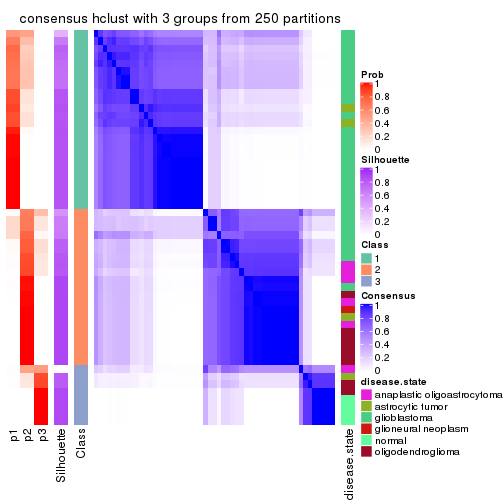 consensus hclust with 3 groups from 250 partitions
Prob
1
0.8
0.6
0.4
0.2
0
Silhouette
1
0.8
0.6
0.4
0.2
0
Class
1
2
3
Consensus
1
0.8
0.6
0.4
0.2
0
disease.state
anaplastic oligoastrocytoma
astrocytic tumor
glioblastoma
glioneural neoplasm
normal
oligodendroglioma
p1
p2
p3
Silhouette
Class
disease.state